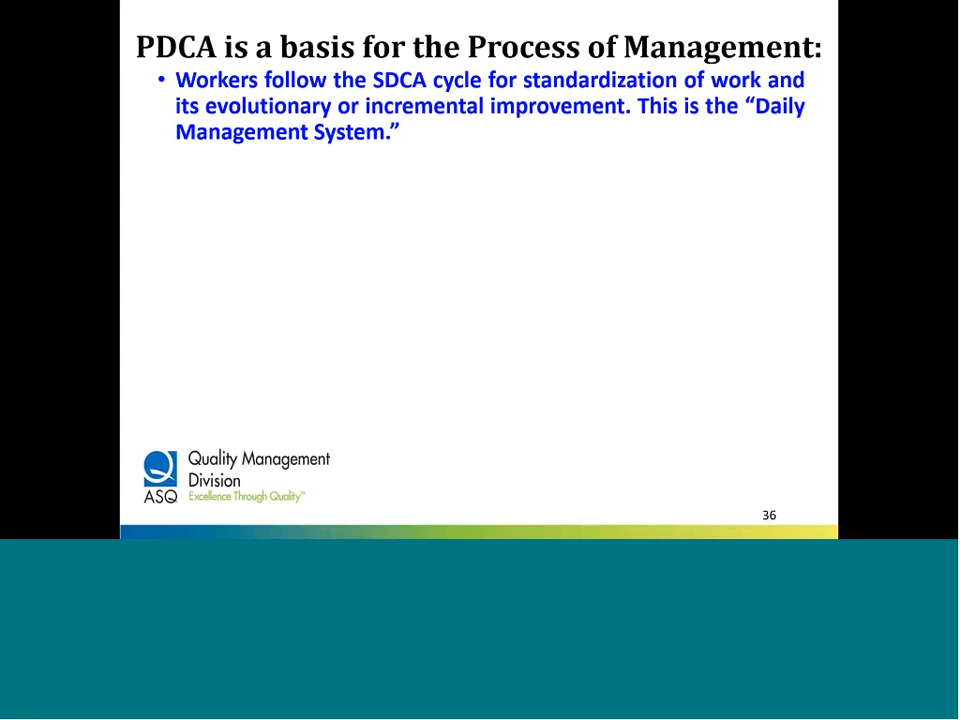 PDCA is a basis for the Process of Management:
• Workers follow the SDCA cycle for standardization of work and
its evolutionary or incremental improvement. This is the “Daily
Management System.”
Quality Management
Division
ASQ Excellence Through Quality™
36